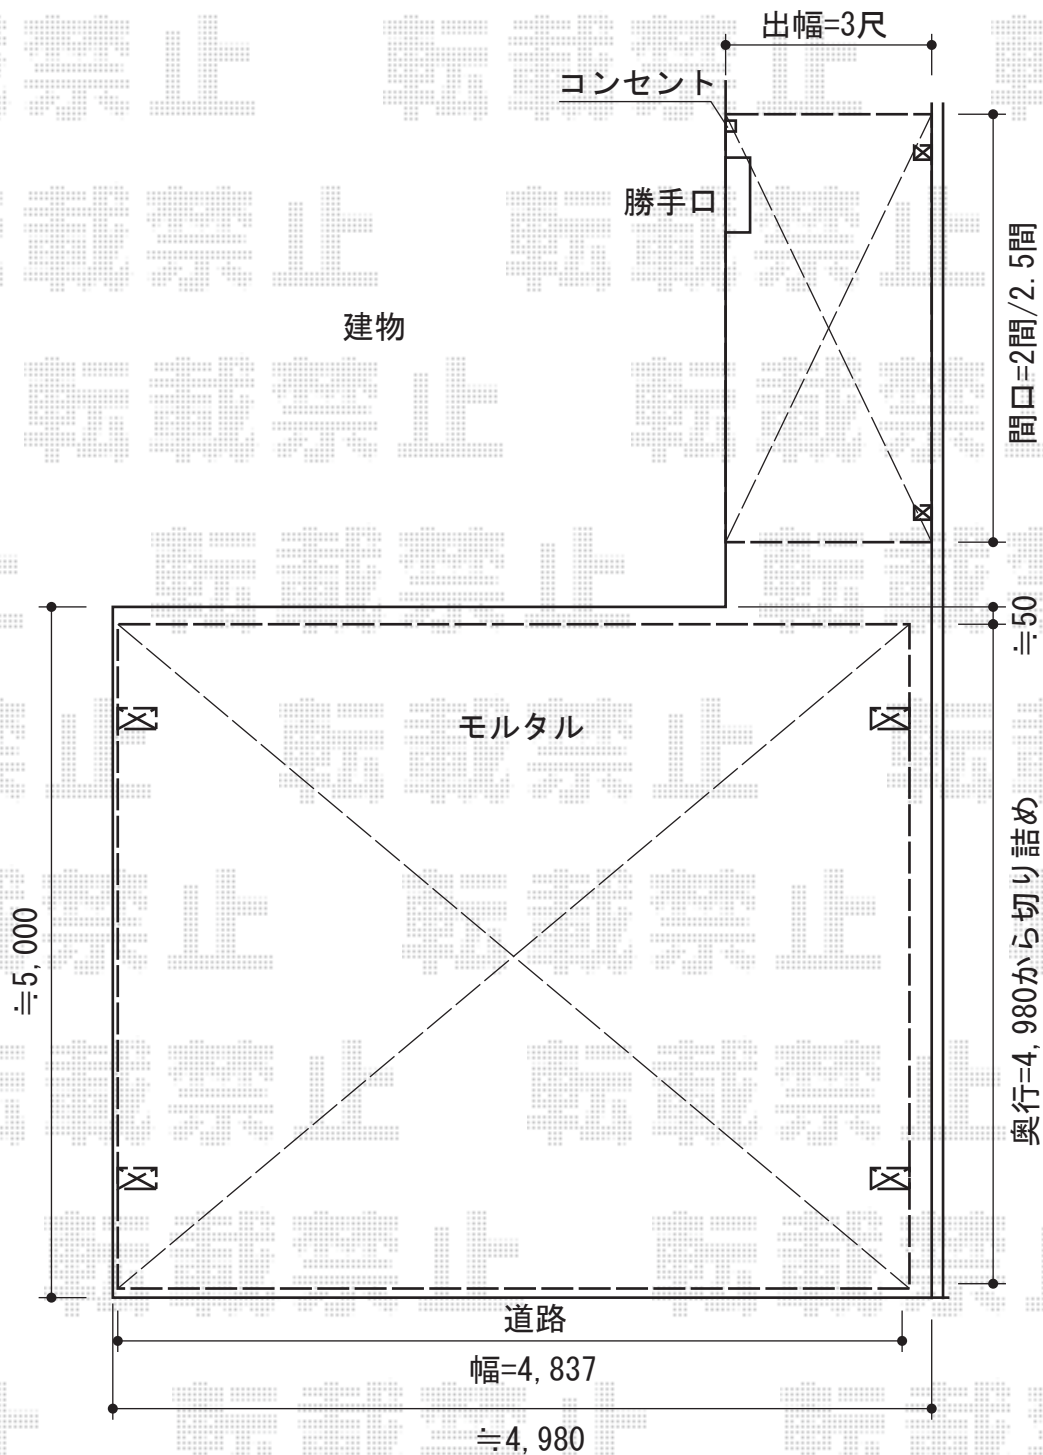 出幅=3尺
コンセント
勝手口
間口=2間/2.5間
建物
≒50
モルタル
≒5,000
奥行=4,980から切り詰め
道路
幅=4,837
≒4,980
転載禁止